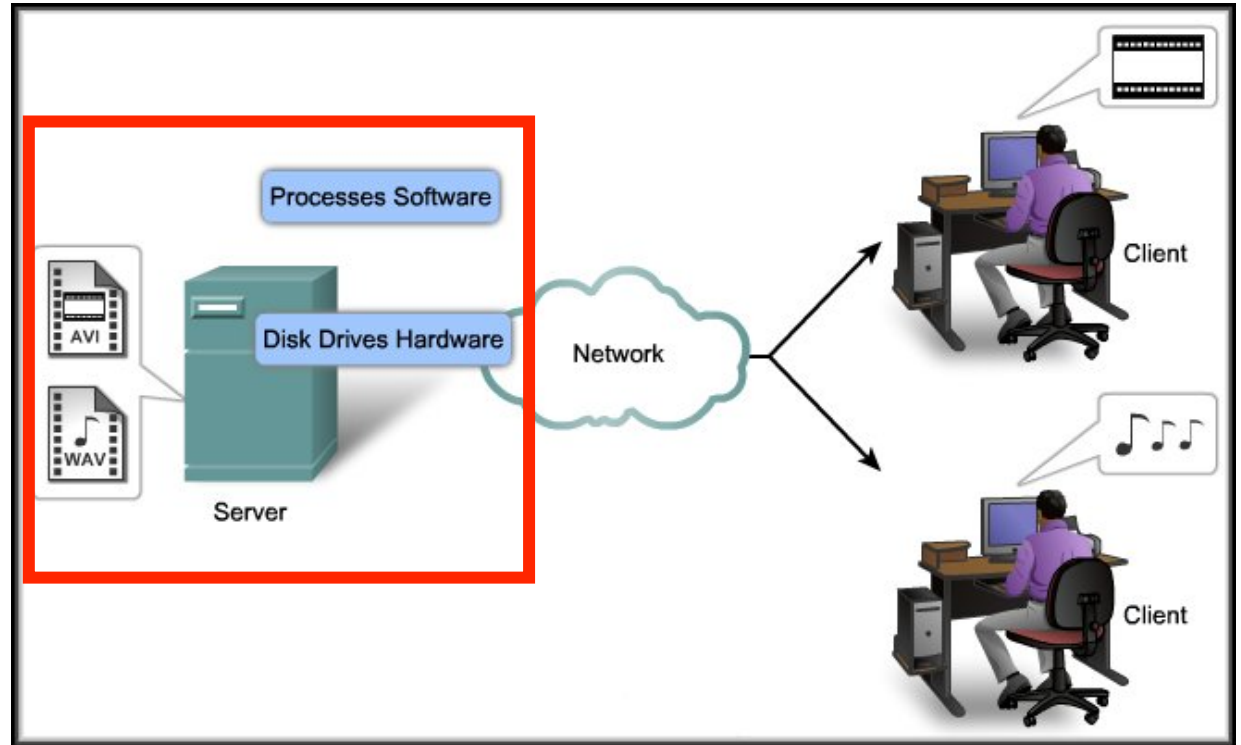 Processes Software
AVI
Disk Drives Hardware
WAV
Server
Network
Client
Client